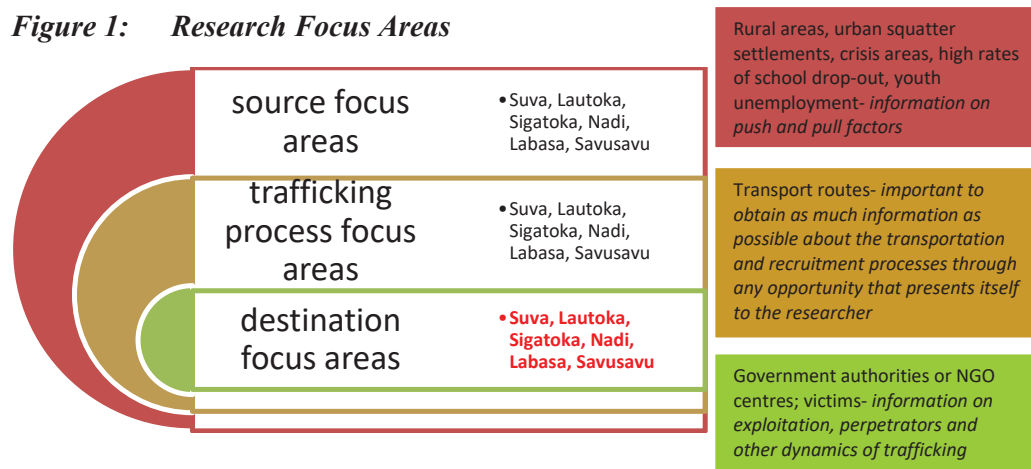 Figure 1: Research Focus Areas
source focus
areas
•Suva, Lautoka,
Sigatoka, Nadi,
Labasa, Savusavu
Rural areas, urban squatter
settlements, crisis areas, high rates
of school drop-out, youth
unemployment- information on
push and pull factors
trafficking
process focus
areas
•Suva, Lautoka,
Sigatoka, Nadi,
Labasa, Savusavu
Transport routes- important to
obtain as much information as
possible about the transportation
and recruitment processes through
any opportunity that presents itself
to the researcher
destination
focus areas
•Suva, Lautoka,
Sigatoka, Nadi,
Labasa, Savusavu
Government authorities or NGO
centres; victims- information on
exploitation, perpetrators and
other dynamics of trafficking